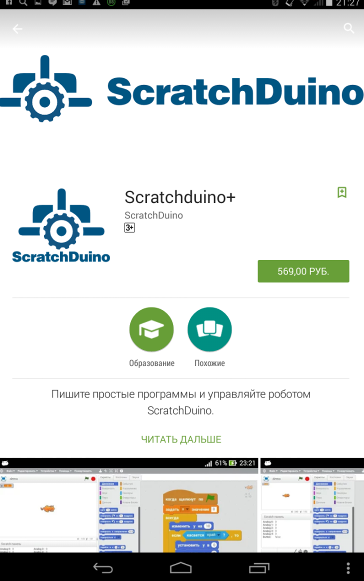 21:27
ScratchDuino
Scratchduino+
ScratchDuino
3+
ScratchDuino
569,00 РУБ.
Образование
Похожие
Пишите простые программы и управляйте роботом
ScratchDuino.
ЧИТАТЬ ДАЛЬШЕ
61% 23:21